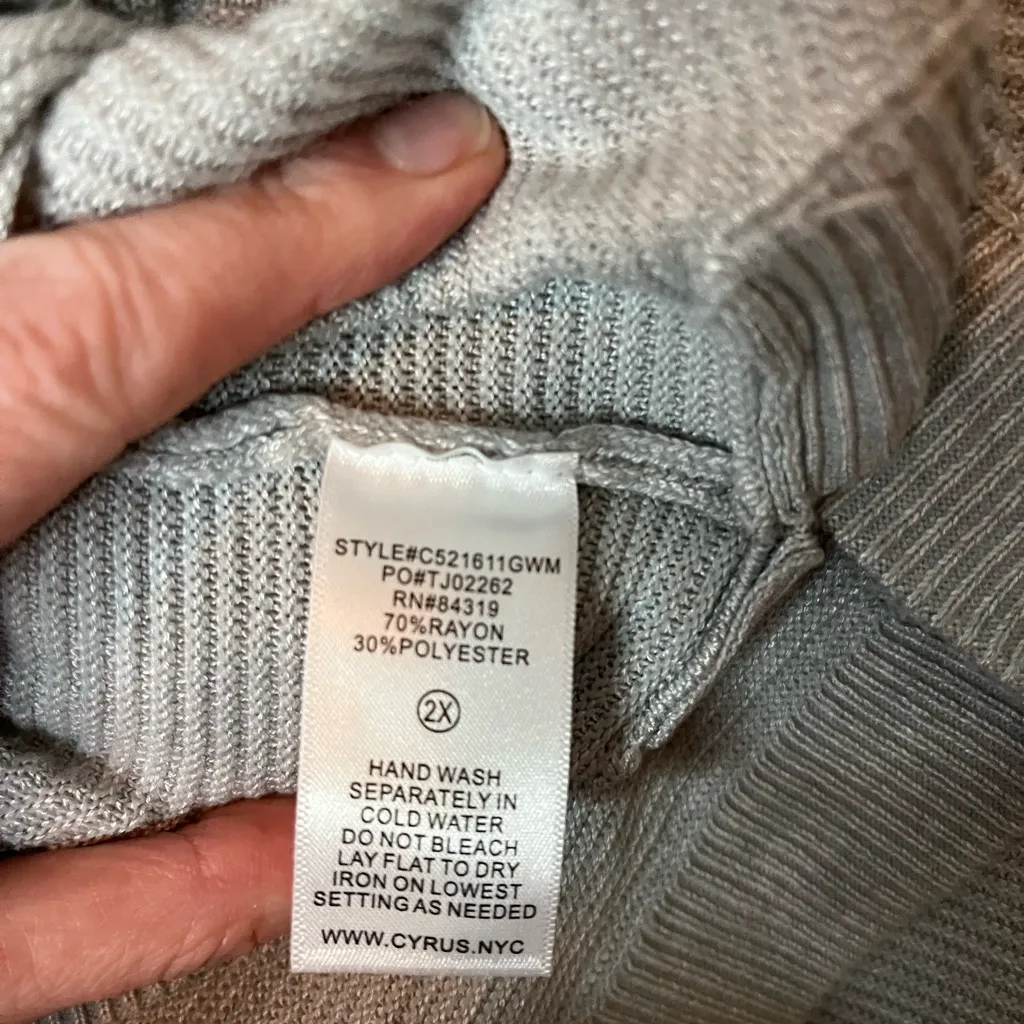 STYLE#C521611GWM
PO#TJ02262
RN#84319
70%RAYON
30%POLYESTER
2X
HAND WASH
SEPARATELY IN
COLD WATER
DO NOT BLEACH
LAY FLAT TO DRY
IRON ON LOWEST
SETTING AS NEEDED
WWW.CYRUS.NYC